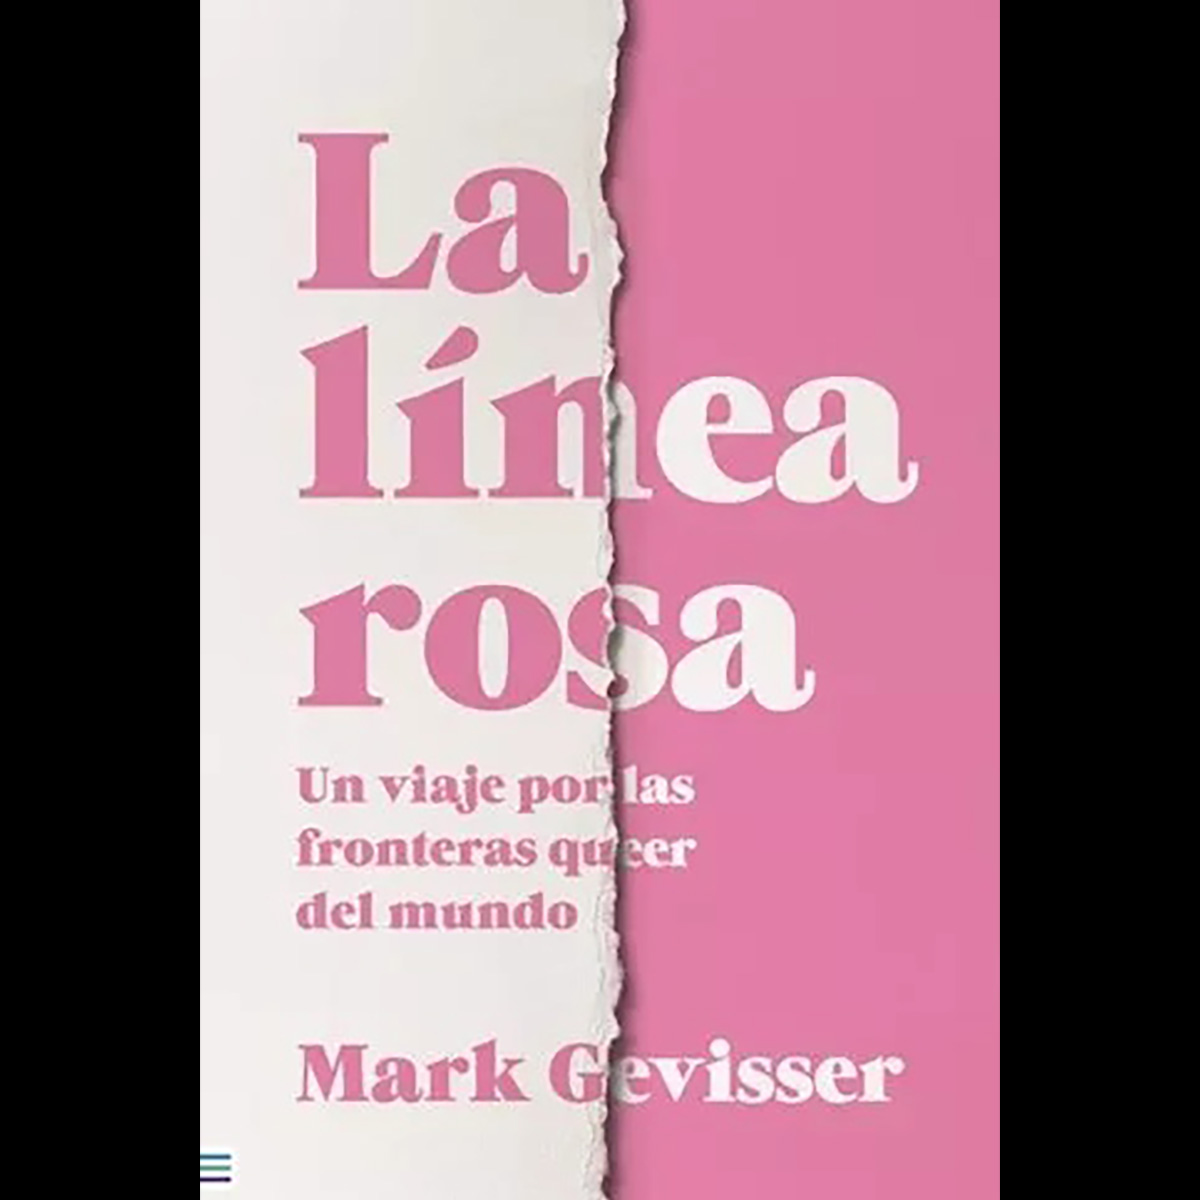 La
línea
rosa
Un viaje por las
fronteras queer
del mundo
Mark Gevisser